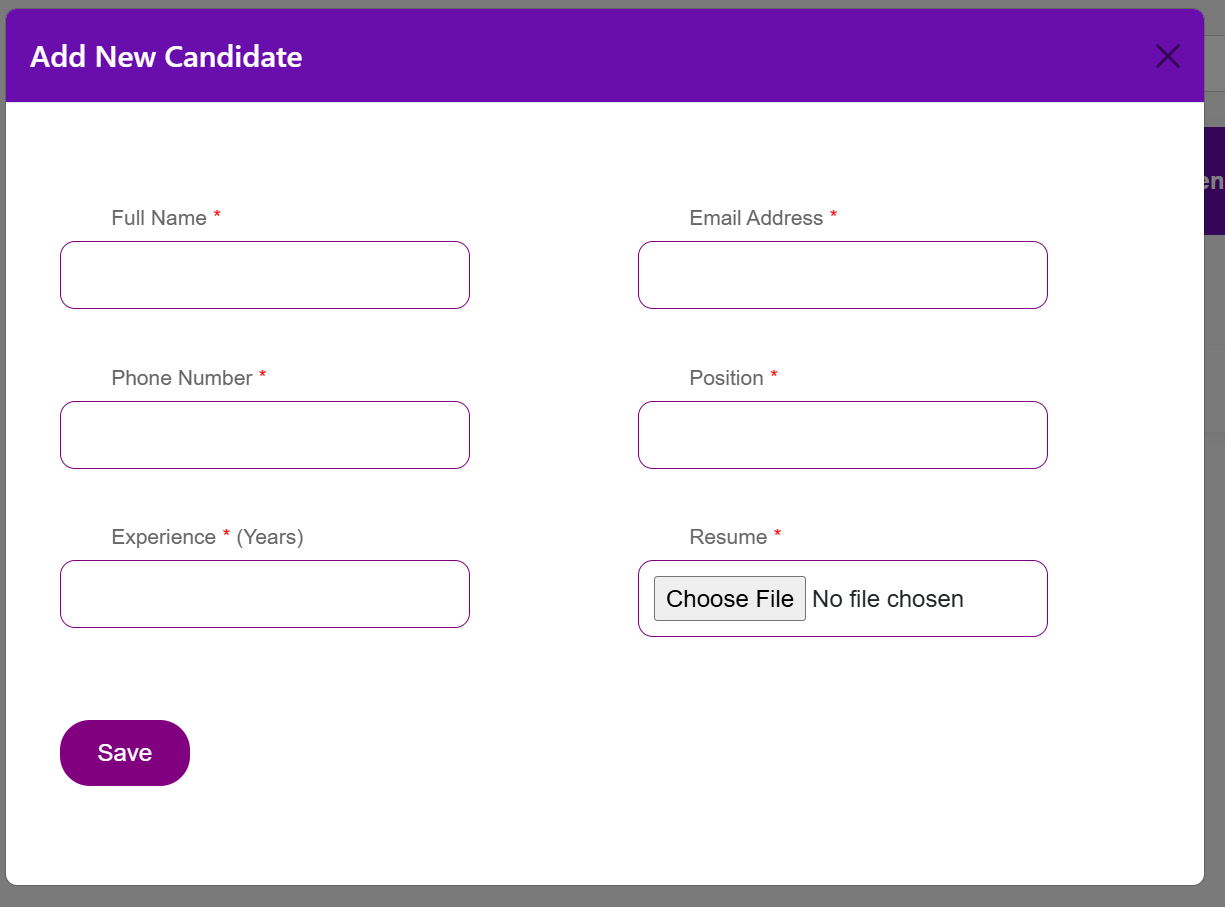 Add New Candidate
Full Name *
Email Address *
Phone Number *
Position *
Experience * (Years)
Resume *
Choose File No file chosen
Save